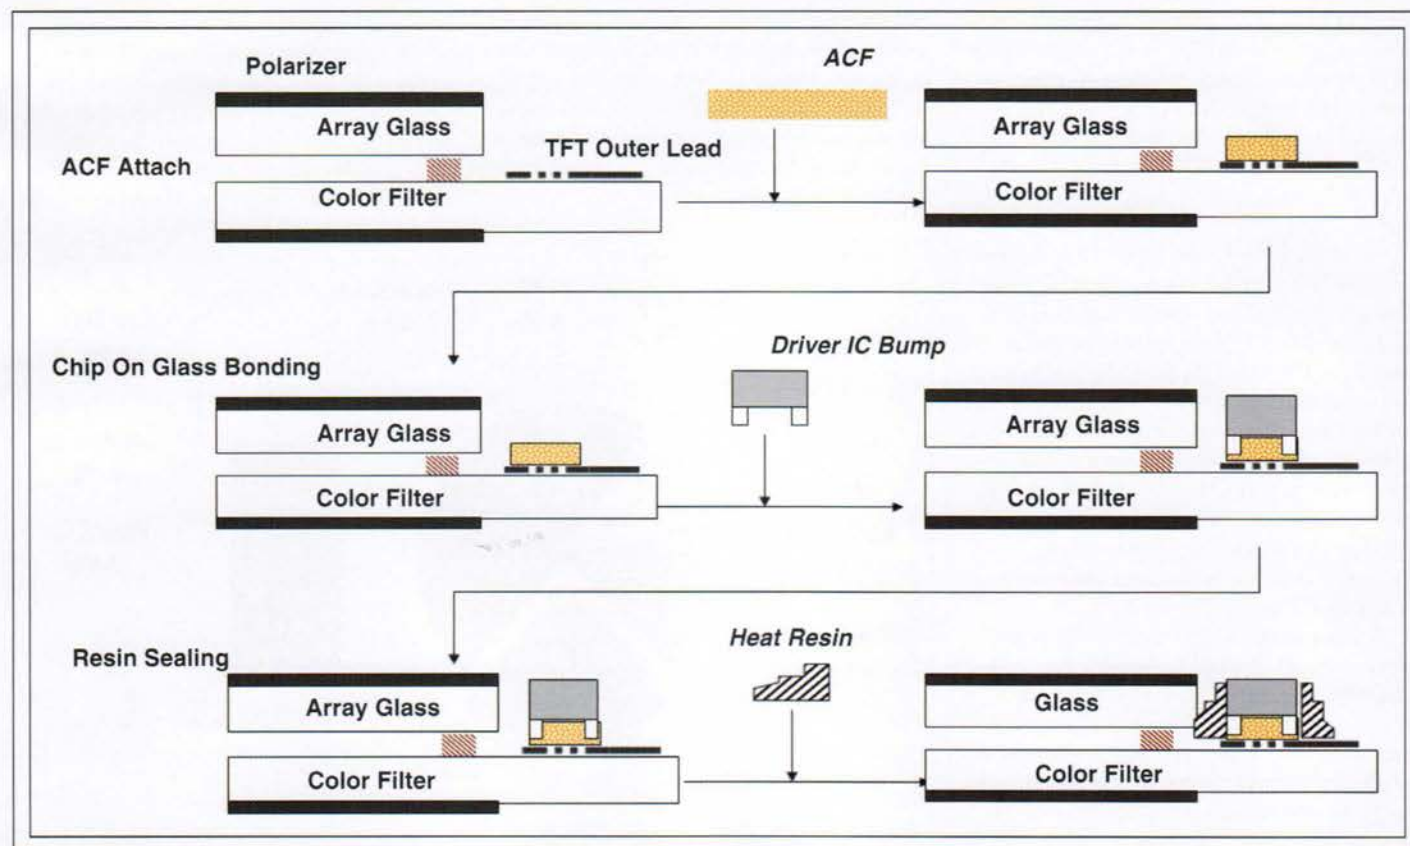 Polarizer
ACF
Array Glass
Array Glass
ACF Attach
TFT Outer Lead
Color Filter
Color Filter
Driver IC Bump
Chip On Glass Bonding
Array Glass
Array Glass
Color Filter
Color Filter
Heat Resin
Resin Sealing
Array Glass
Glass
Color Filter
Color Filter